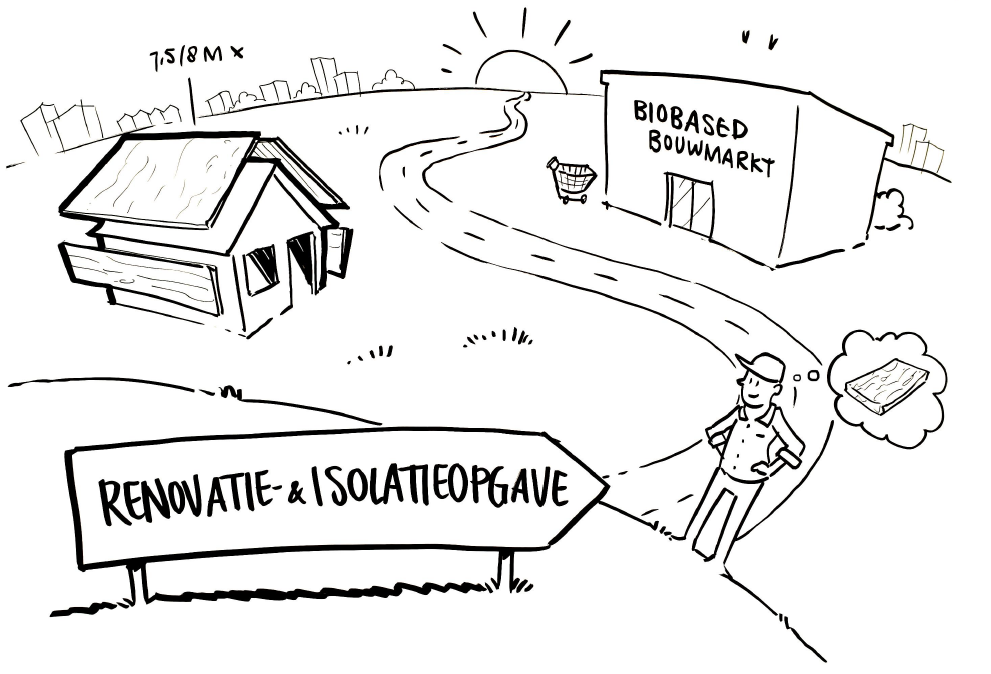 7,5/8 M x
BIOBASED
BOUWMARKT
RENOVATIE- & ISOLATIEOPGAVE